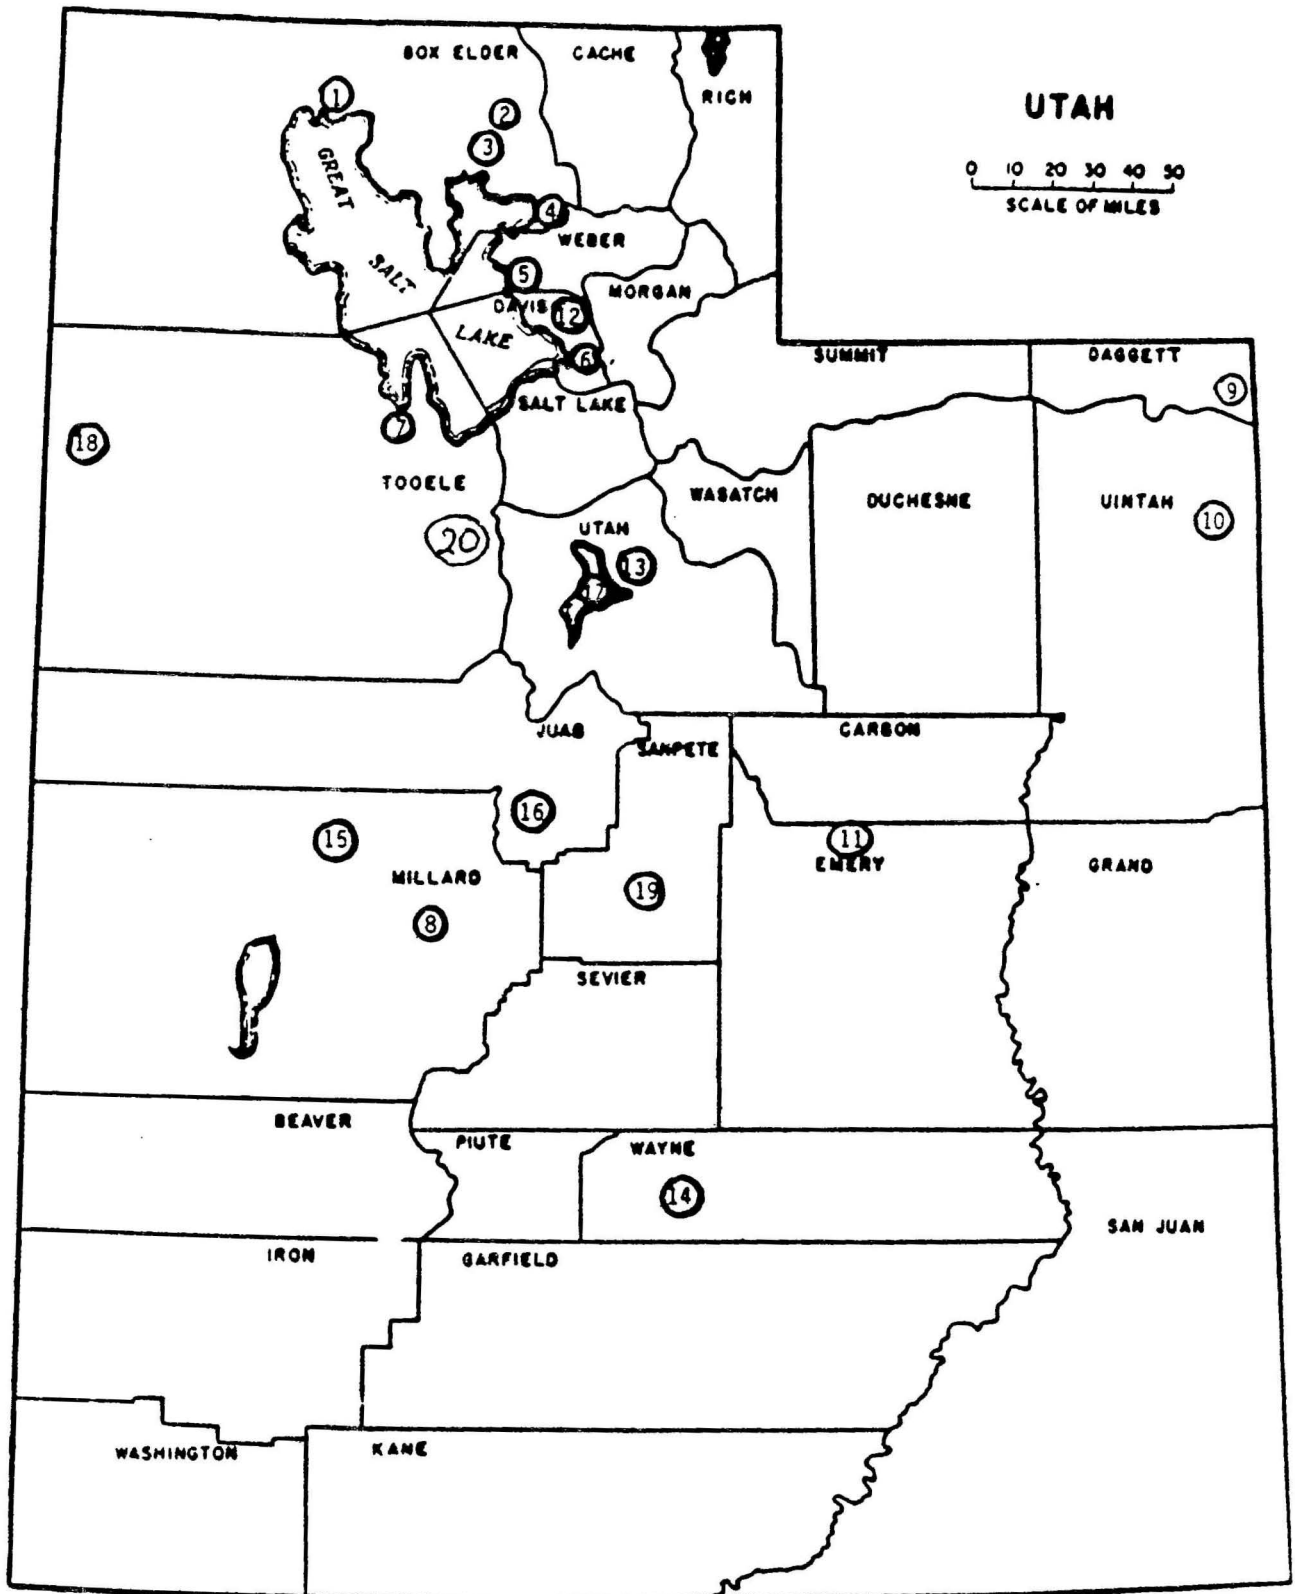 BOX ELDER
CACHE
RICH
UTAH
0 10 20 30 40 50
SCALE OF MILES
1
2
3
GREAT
SALT
LAKE
4
WEBER
5
MORGAN
DAVIS
12
6
SUMMIT
DAGGETT
9
SALT LAKE
7
18
TOOELE
WASATCH
DUCHESNE
UINTAH
10
20
UTAH
13
17
JUAB
SANPETE
CARBON
16
15
11
MILLARD
EMERY
GRAND
19
8
SEVIER
BEAVER
PIUTE
WAYNE
14
SAN JUAN
IRON
GARFIELD
WASHINGTON
KANE